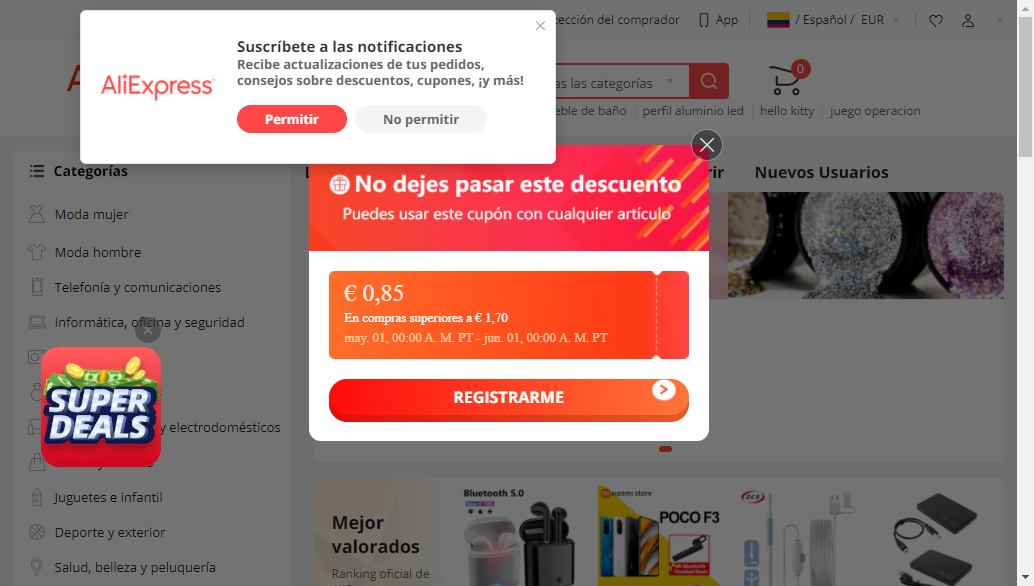 tección del comprador
App
/ Español / EUR
Suscríbete a las notificaciones
Recibe actualizaciones de tus pedidos,
consejos sobre descuentos, cupones, ¡y más!
AliExpress
Permitir
No permitir
as las categorías
0
eble de baño
perfil aluminio led
hello kitty
juego operacion
Categorías
Nuevos Usuarios
No dejes pasar este descuento
Puedes usar este cupón con cualquier artículo
€ 0,85
En compras superiores a € 1,70
may. 01, 00:00 A. M. PT - jun. 01, 00:00 A. M. PT
REGISTRARME
Moda mujer
Moda hombre
Telefonía y comunicaciones
Informática, oficina y seguridad
SUPER
DEALS
y electrodomésticos
Juguetes e infantil
Deporte y exterior
Salud, belleza y peluquería
Mejor
valorados
Ranking oficial de
Bluetooth 5.0
xiaomi store
POCO F3